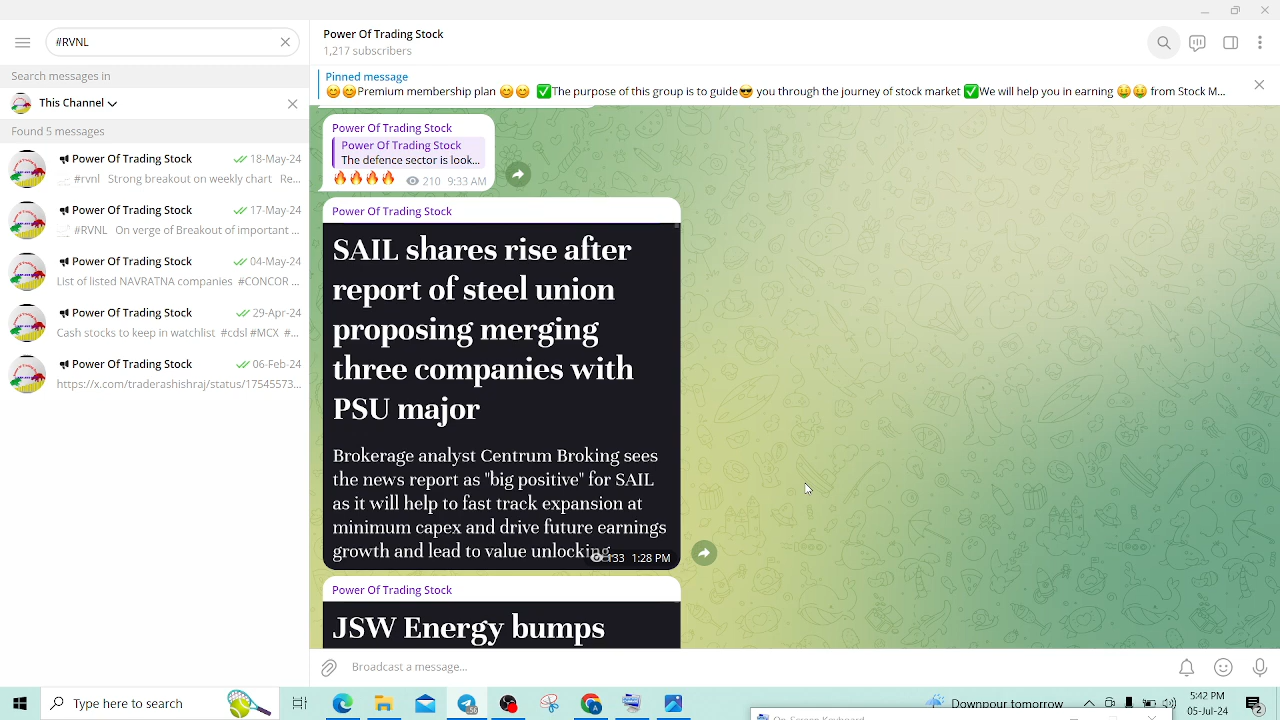 #RVNL
Search messages in
This Channel
Found 5 messages
Power Of Trading Stock 18-May-24
#rvnl Strong breakout on weekly chart Re...
Power Of Trading Stock 17-May-24
#RVNL On verge of Breakout of important ...
Power Of Trading Stock 04-May-24
List of listed NAVRATNA companies #CONCOR ...
Power Of Trading Stock 29-Apr-24
Cash stocks to keep in watchlist #cdsl #MCX #...
Power Of Trading Stock 06-Feb-24
https://x.com/traderashishraj/status/17545573...
Power Of Trading Stock
1,217 subscribers
Pinned message
😊😊Premium membership plan 😊😊 ✅The purpose of this group is to guide😎 you through the journey of stock market ✅We will help you in earning 🤑🤑 from Stock M...
Power Of Trading Stock
Power Of Trading Stock
The defence sector is look...
🔥🔥🔥🔥 210 9:33 AM
Power Of Trading Stock
SAIL shares rise after
report of steel union
proposing merging
three companies with
PSU major
Brokerage analyst Centrum Broking sees
the news report as "big positive" for SAIL
as it will help to fast track expansion at
minimum capex and drive future earnings
growth and lead to value unlocking
133 1:28 PM
Power Of Trading Stock
JSW Energy bumps
Broadcast a message...
Type here to search
Downpour tomorrow
5:42 PM
05-Jul-24
2
On-Screen Keyboard